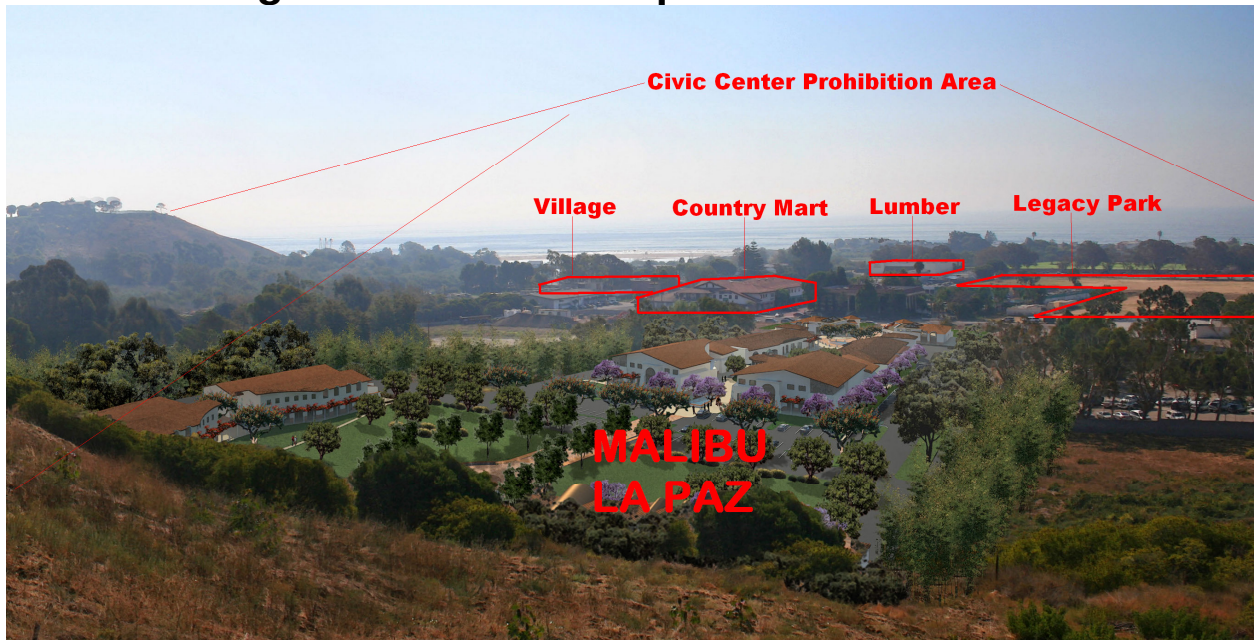 Civic Center Prohibition Area
Village
Country Mart
Lumber
Legacy Park
MALIBU
LA PAZ